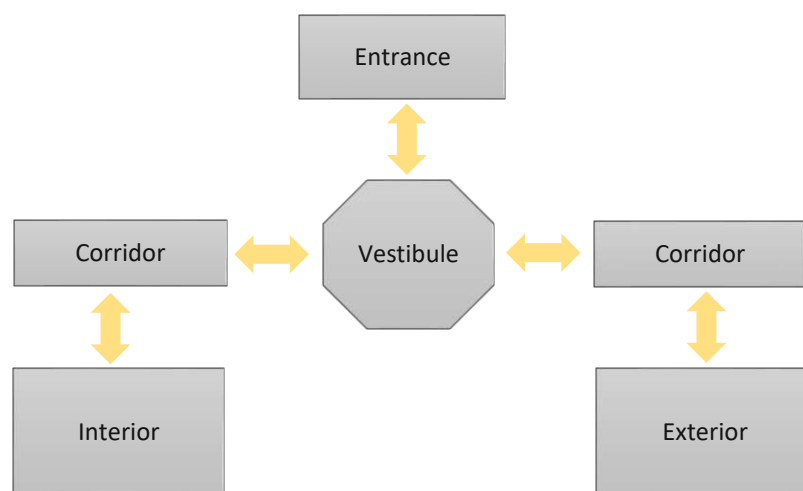 Entrance
Corridor
Vestibule
Corridor
Interior
Exterior